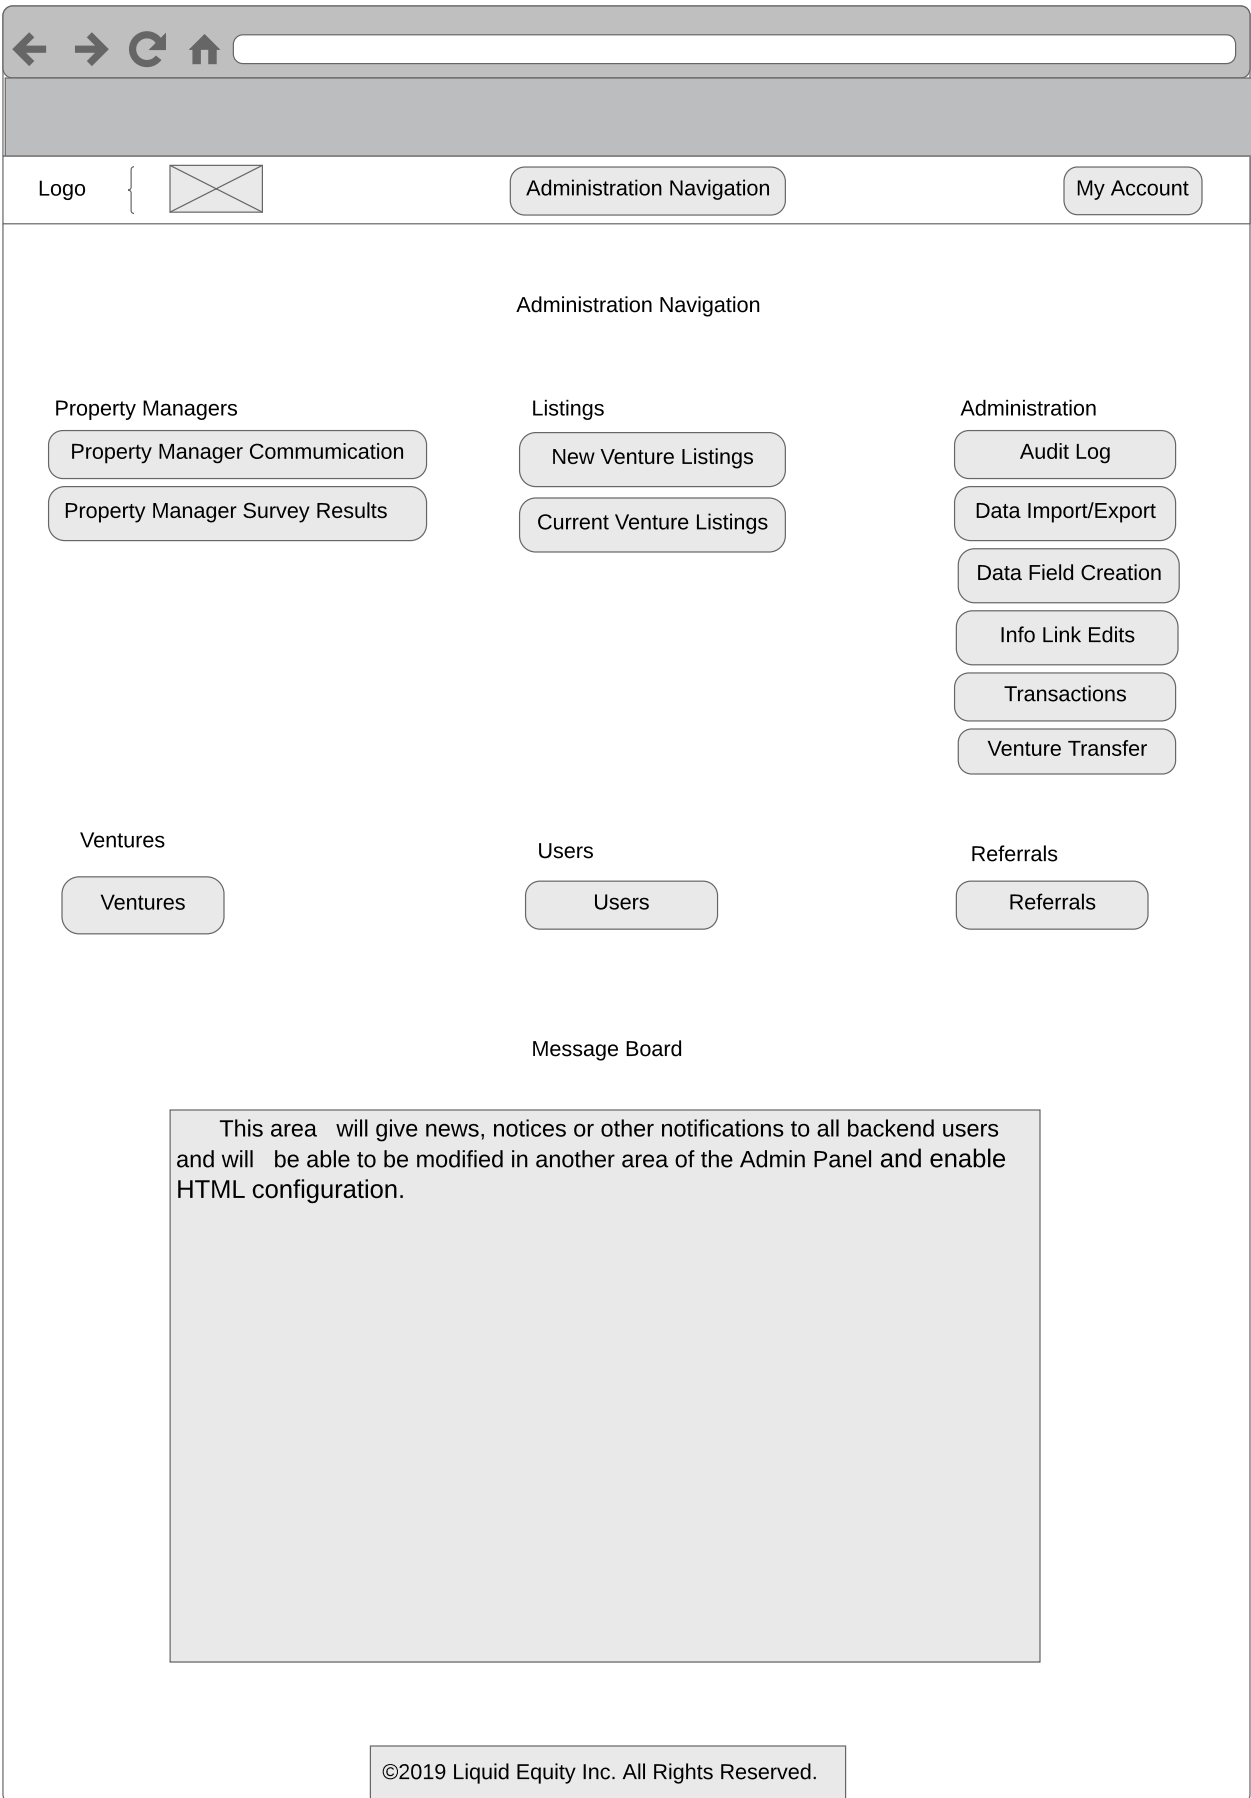 Logo
Administration Navigation
My Account
Administration Navigation
Property Managers
Listings
Administration
Property Manager Commumication
New Venture Listings
Audit Log
Property Manager Survey Results
Current Venture Listings
Data Import/Export
Data Field Creation
Info Link Edits
Transactions
Venture Transfer
Ventures
Users
Referrals
Ventures
Users
Referrals
Message Board
This area will give news, notices or other notifications to all backend users
and will be able to be modified in another area of the Admin Panel and enable
HTML configuration.
©2019 Liquid Equity Inc. All Rights Reserved.